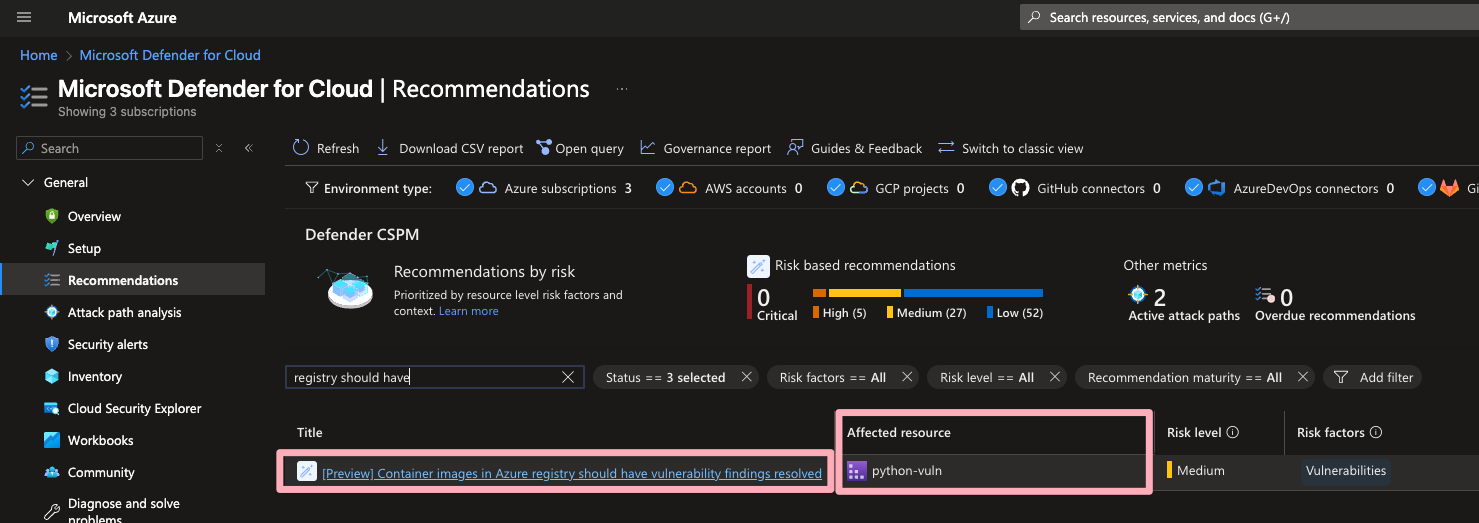 Microsoft Azure
Search resources, services, and docs (G+/)
Home > Microsoft Defender for Cloud
Microsoft Defender for Cloud | Recommendations ...
Showing 3 subscriptions
Search
General
Overview
Setup
Recommendations
Attack path analysis
Security alerts
Inventory
Cloud Security Explorer
Workbooks
Community
Diagnose and solve
problems
Refresh Download CSV report Open query Governance report Guides & Feedback Switch to classic view
Environment type: Azure subscriptions 3 AWS accounts 0 GCP projects 0 GitHub connectors 0 AzureDevOps connectors 0
Defender CSPM
Recommendations by risk
Prioritized by resource level risk factors and
context. Learn more
Risk based recommendations
0
Critical
High (5) Medium (27) Low (52)
Other metrics
2
Active attack paths
0
Overdue recommendations
registry should have
Status == 3 selected Risk factors == All Risk level == All Recommendation maturity == All Add filter
Title Affected resource Risk level Risk factors
[Preview] Container images in Azure registry should have vulnerability findings resolved python-vuln Medium Vulnerabilities